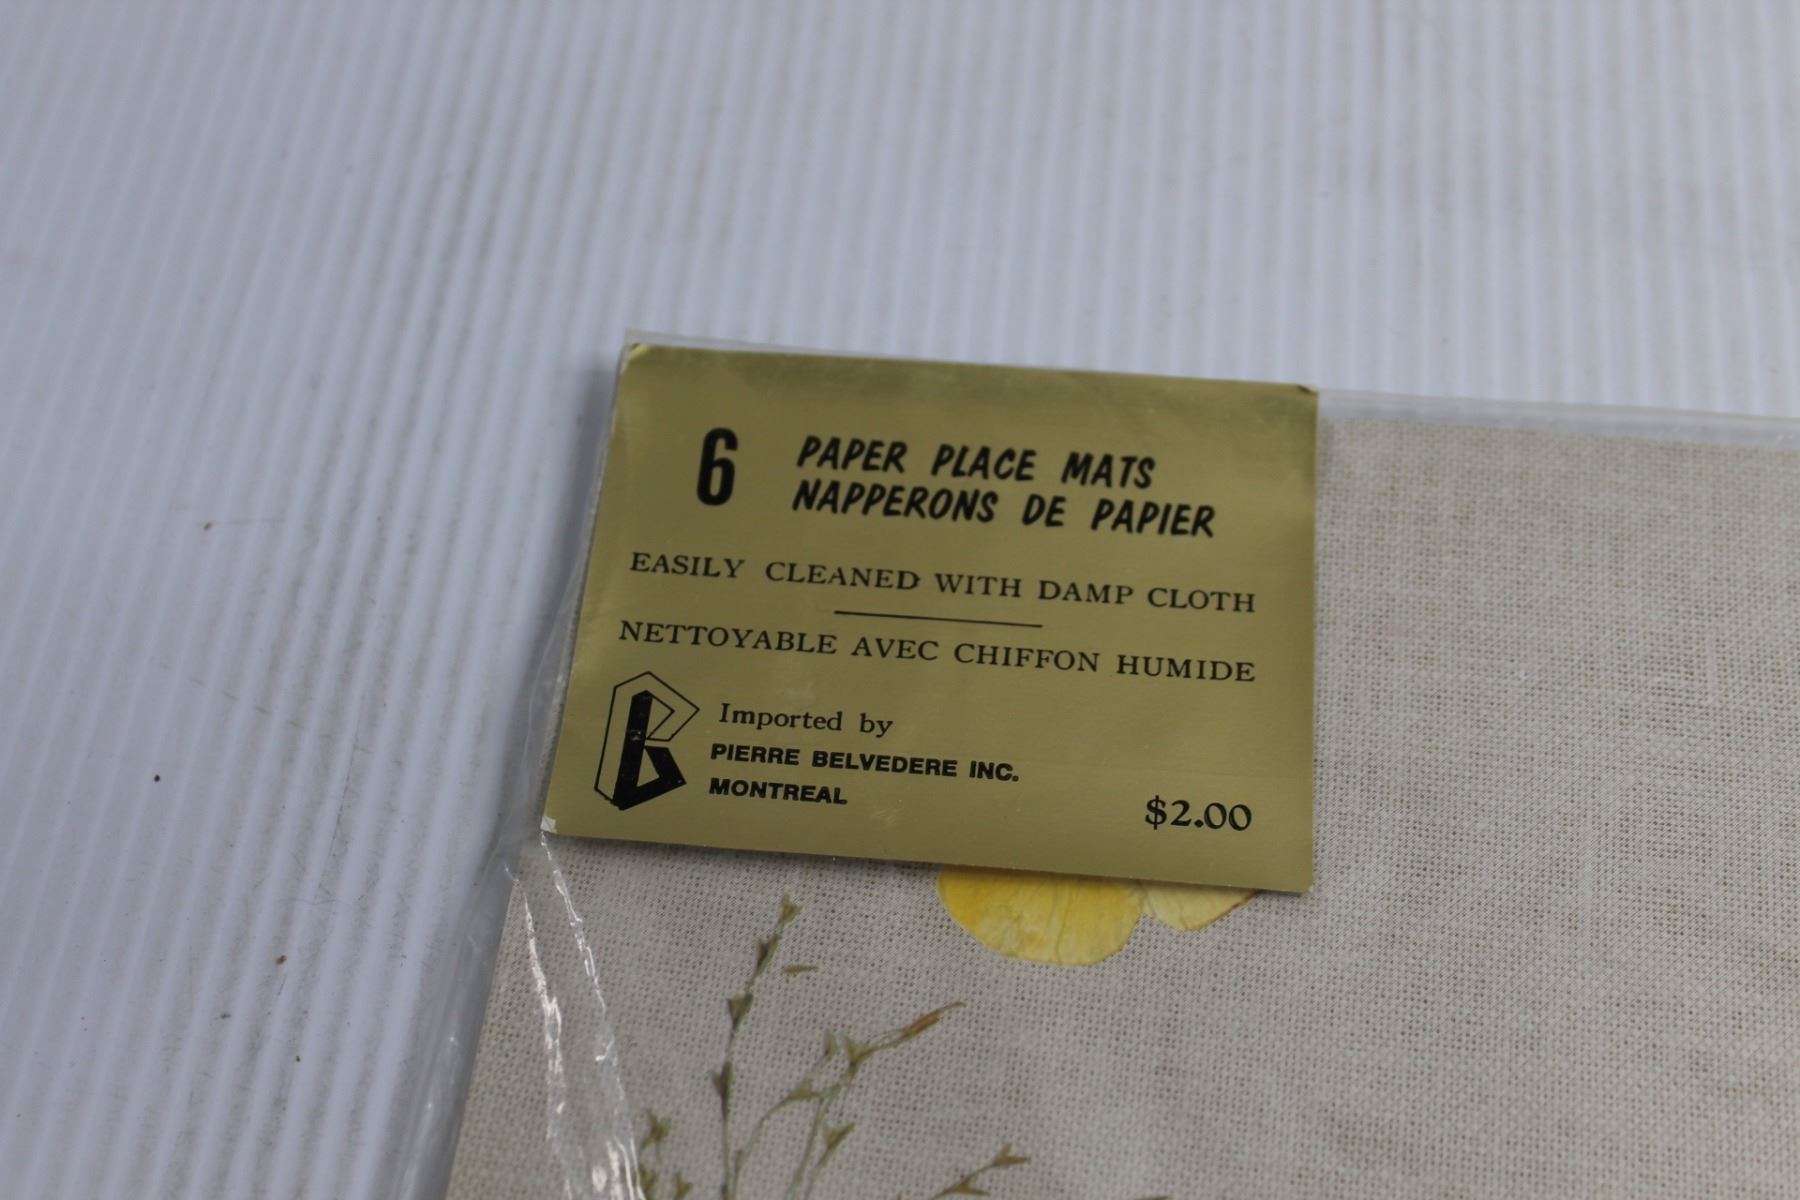 6 PAPER PLACE MATS
NAPPERONS DE PAPIER
EASILY CLEANED WITH DAMP CLOTH
NETTOYABLE AVEC CHIFFON HUMIDE
Imported by
PIERRE BELVEDERE INC.
MONTREAL
$2.00